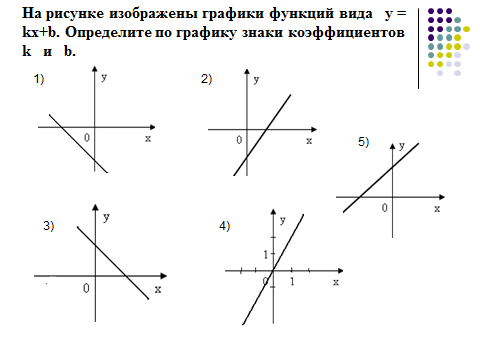 На рисунке изображены графики функций вида y =
kx+b. Определите по графику знаки коэффициентов
k и b.
1) y 0 x
2) y 0 x
5) y 0 x
3) y 0 x
4) y 1 0 1 x